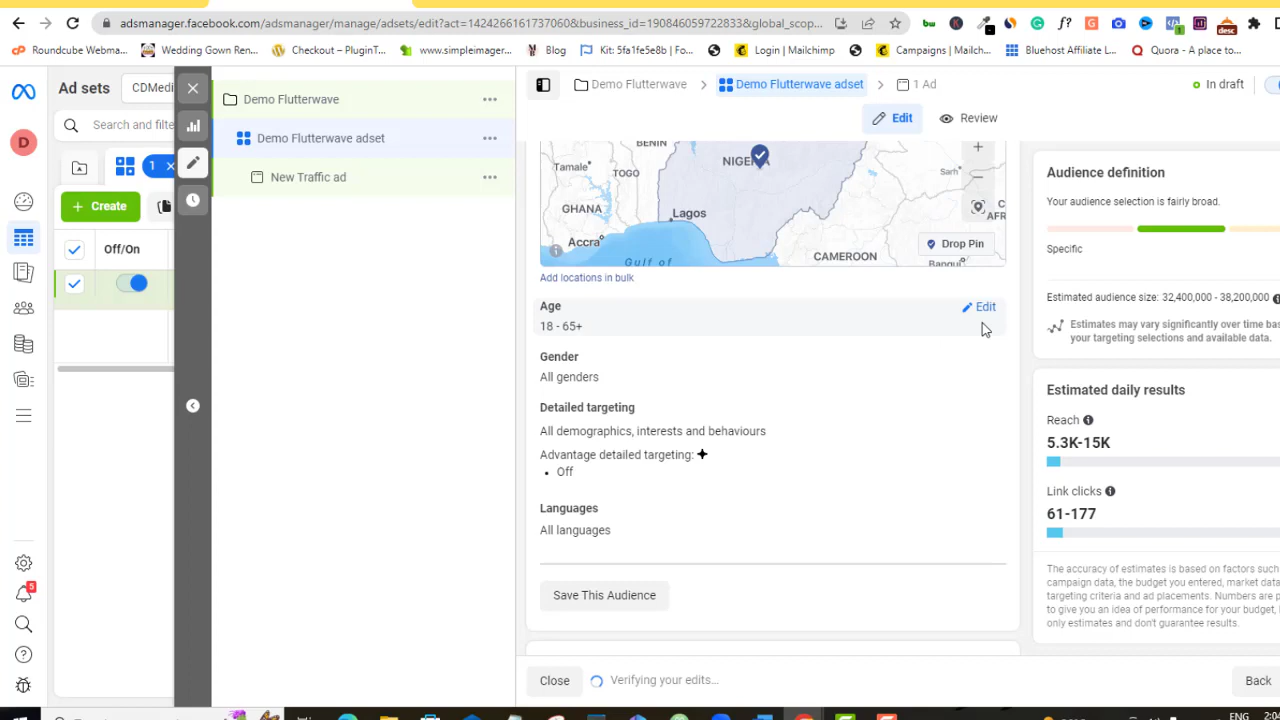 adsmanager.facebook.com/adsmanager/manage/adsets/edit?act=1424266161737060&business_id=190846059722833&global_scop...
Roundcube Webma...
Wedding Gown Ren...
Checkout – PluginT...
www.simpleimager...
Blog
Kit: 5fa1fe5e8b | Fo...
Login | Mailchimp
Campaigns | Mailch...
Bluehost Affiliate L...
Quora - A place to...
Ad sets
CDMedi
Demo Flutterwave
Demo Flutterwave adset
1 Ad
In draft
Search and filte
Demo Flutterwave
Edit
Review
Demo Flutterwave adset
1
New Traffic ad
Create
Off/On
BENIN
NIGERIA
Tamale
TOGO
GHANA
Lagos
Accra
Sarh
C
AFR
Drop Pin
CAMEROON
Gulf of
Bangui
Add locations in bulk
Age
Edit
18 - 65+
Gender
All genders
Detailed targeting
All demographics, interests and behaviours
Advantage detailed targeting:
• Off
Languages
All languages
Save This Audience
Close
Verifying your edits...
Back
Audience definition
Your audience selection is fairly broad.
Specific
Estimated audience size: 32,400,000 - 38,200,000
Estimates may vary significantly over time bas
your targeting selections and available data.
Estimated daily results
Reach
5.3K-15K
Link clicks
61-177
The accuracy of estimates is based on factors such
campaign data, the budget you entered, market data
targeting criteria and ad placements. Numbers are p
to give you an idea of performance for your budget,
only estimates and don't guarantee results.
D
5
desc
f?
bw
ENG